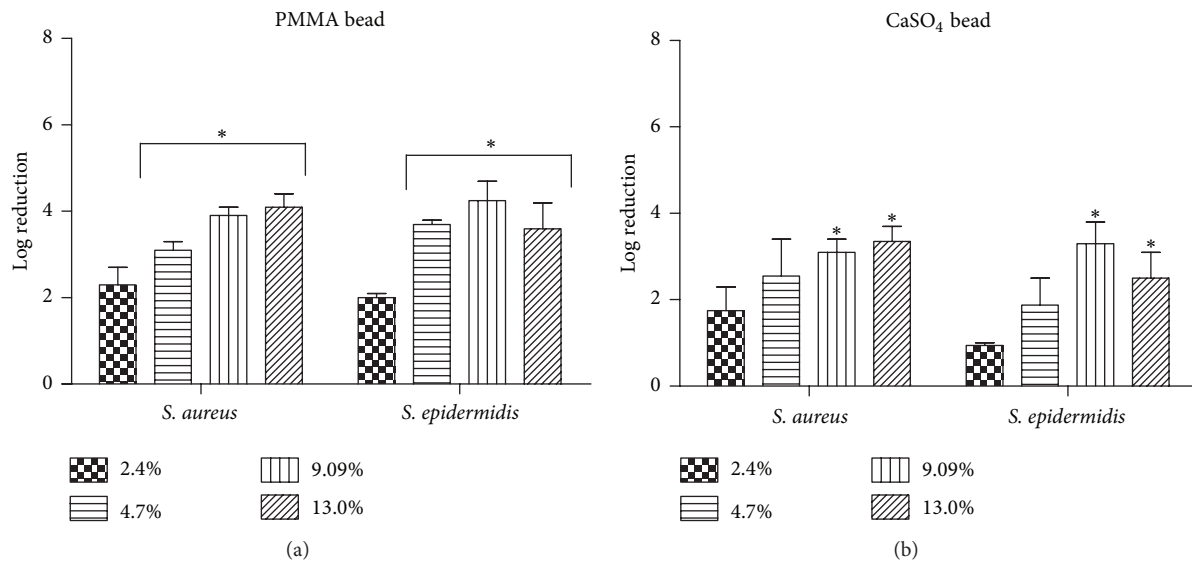 PMMA bead
8
6
4
2
0
Log reduction
*
*
S. aureus
S. epidermidis
2.4%
9.09%
4.7%
13.0%
(a)
CaSO₄ bead
8
6
4
2
0
Log reduction
*
*
*
*
S. aureus
S. epidermidis
2.4%
9.09%
4.7%
13.0%
(b)